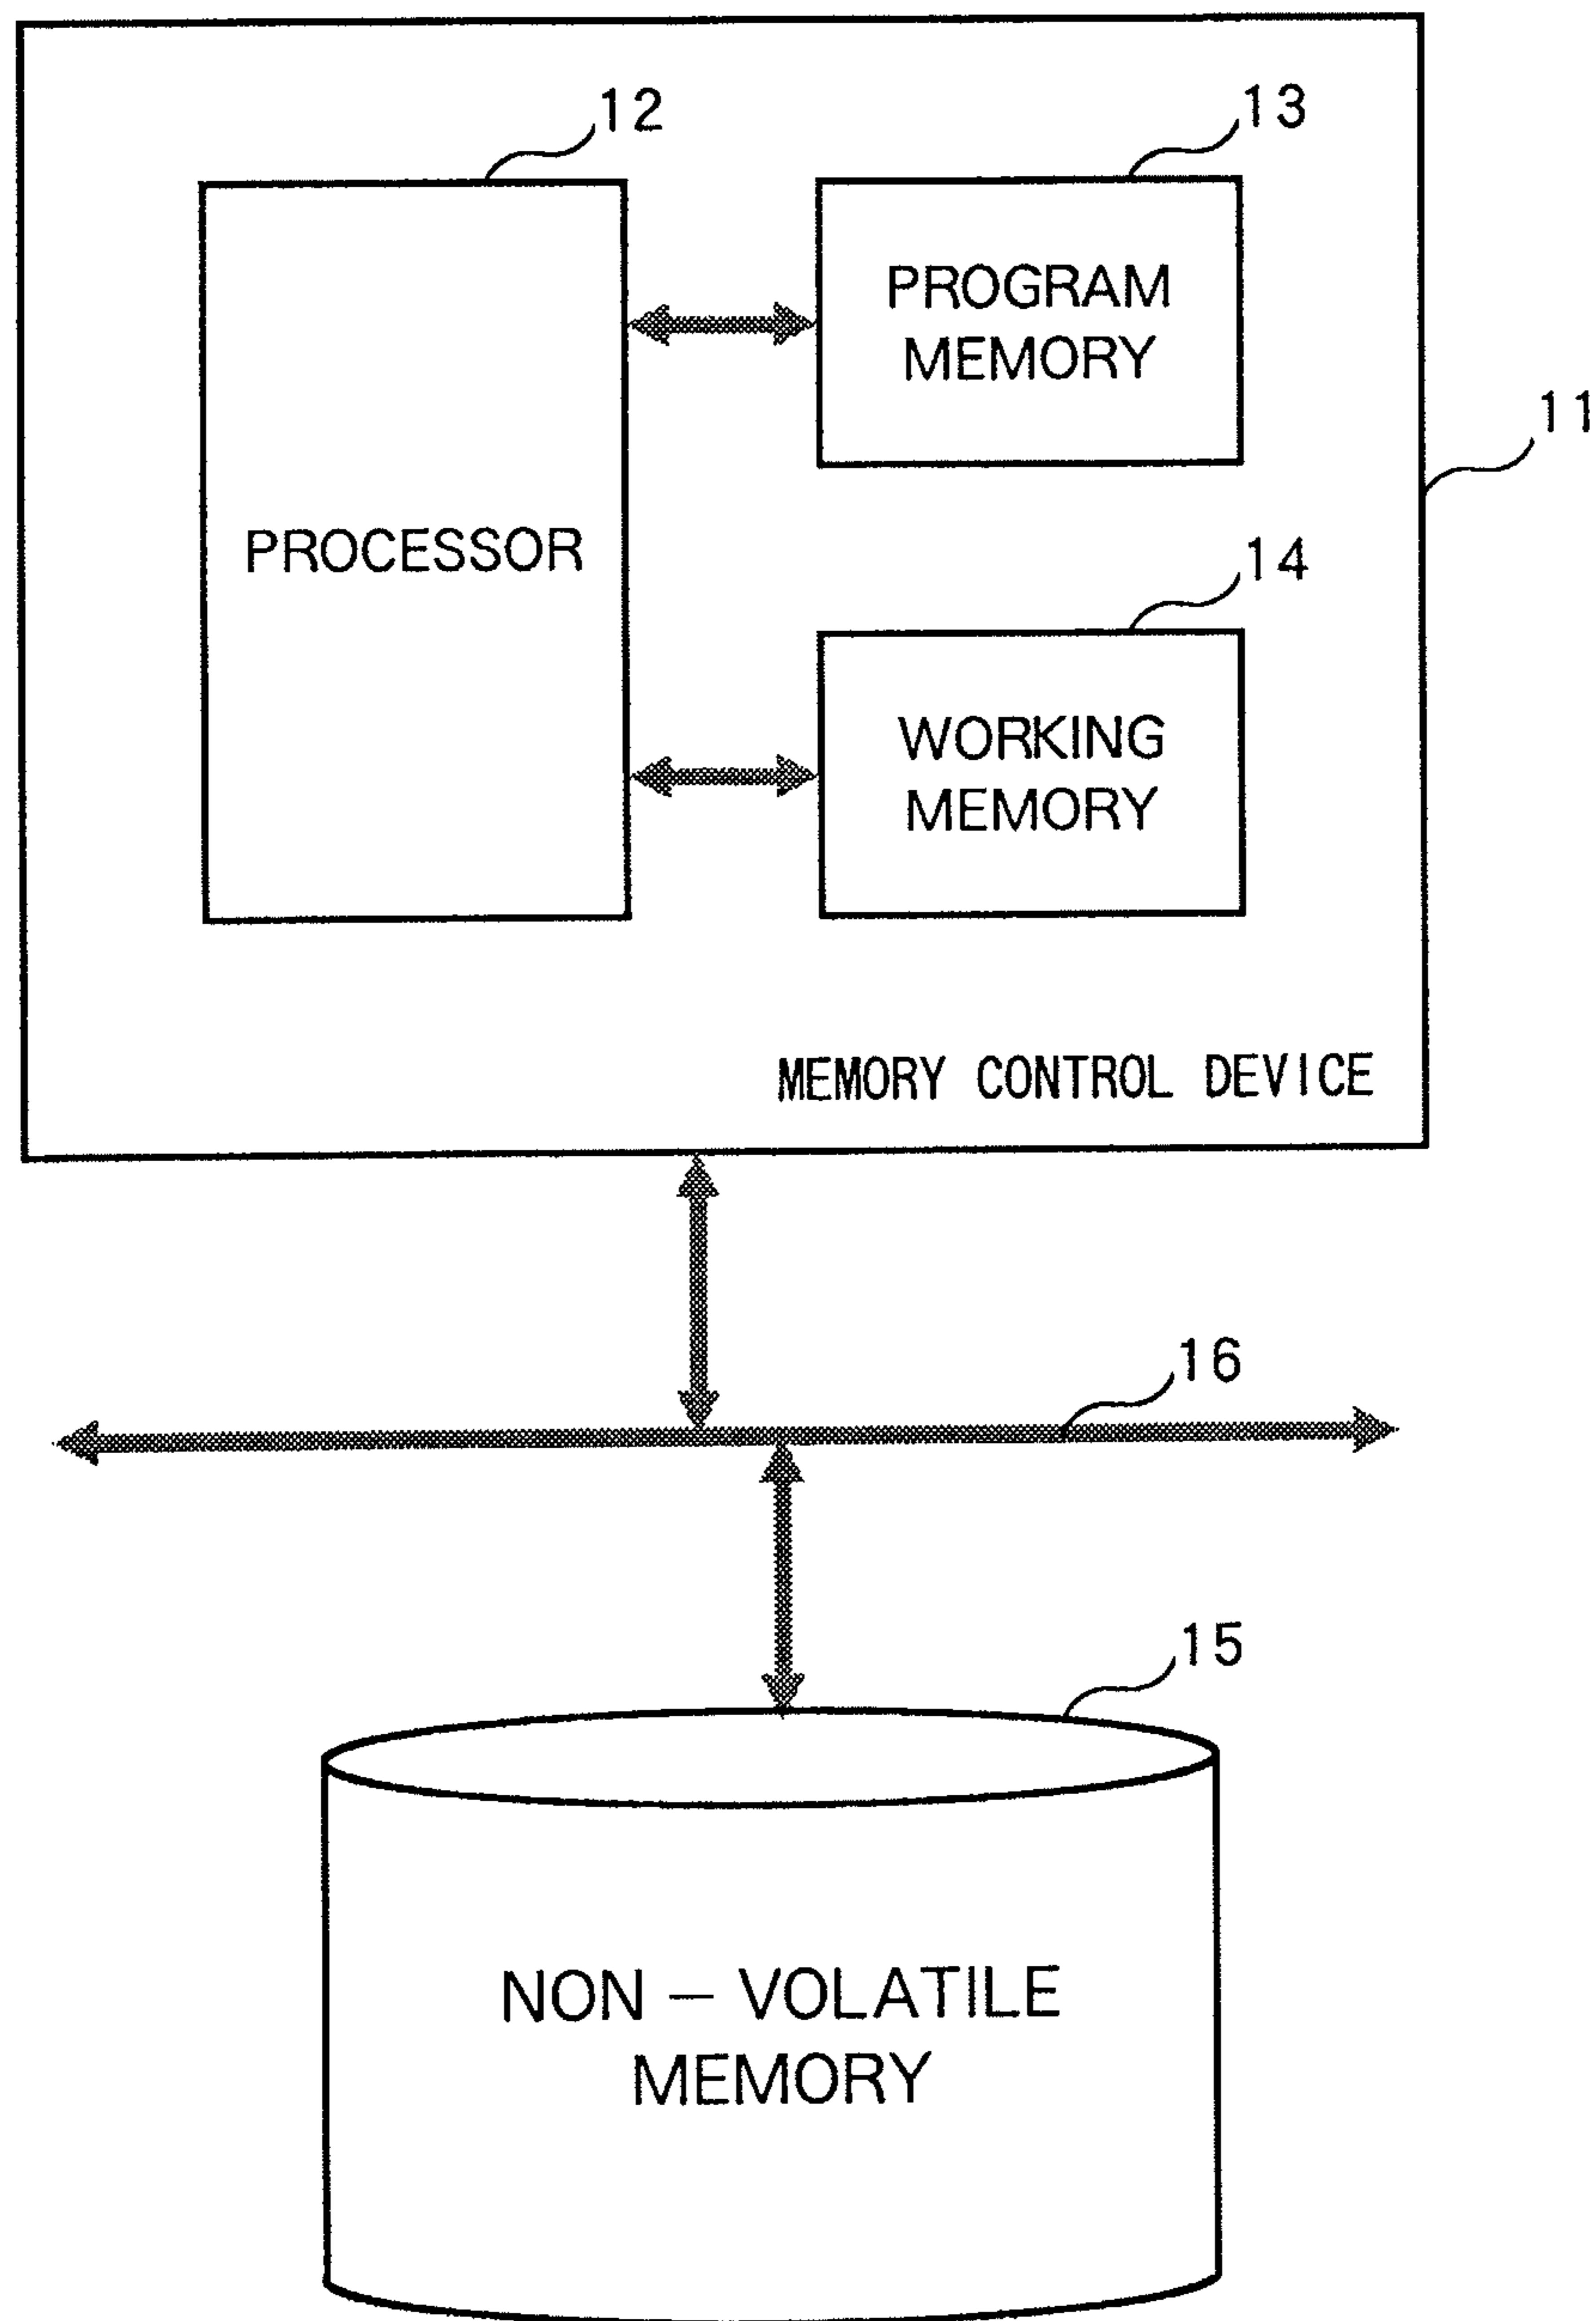 12
13
PROGRAM
MEMORY
11
PROCESSOR
14
WORKING
MEMORY
MEMORY CONTROL DEVICE
16
15
NON – VOLATILE
MEMORY